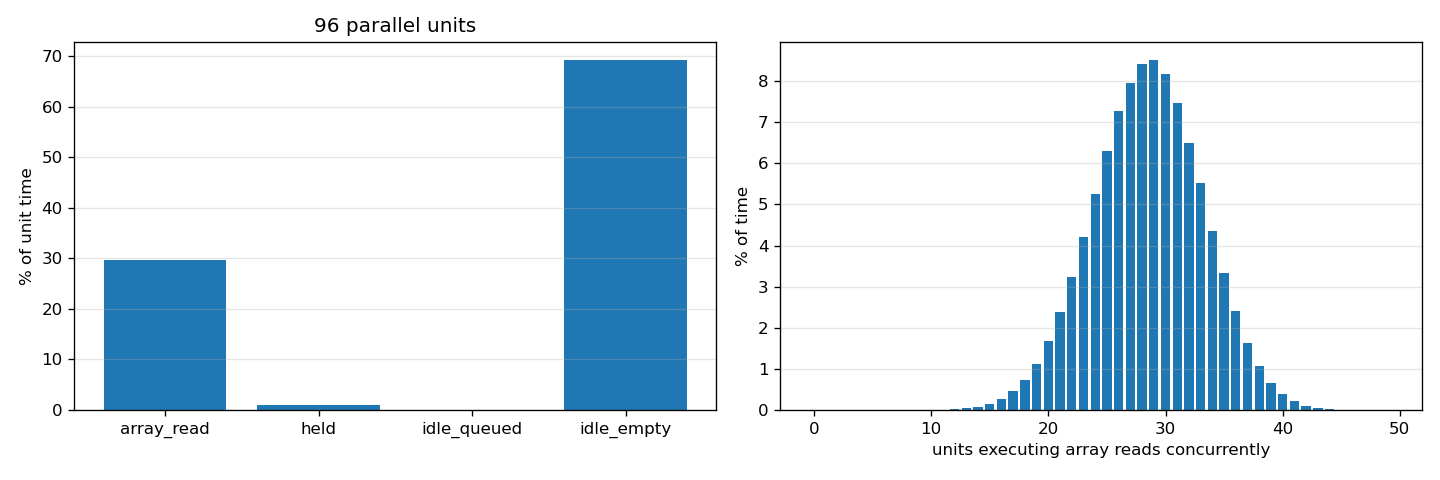 96 parallel units
% of unit time
70
60
50
40
30
20
10
0
array_read held idle_queued idle_empty
% of time
8
7
6
5
4
3
2
1
0
0 10 20 30 40 50
units executing array reads concurrently